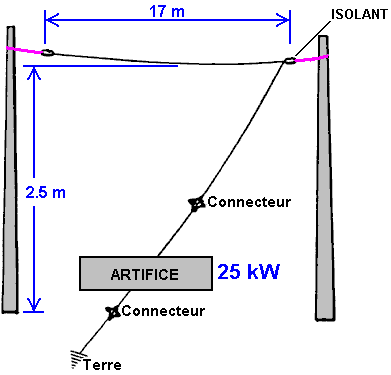 17 m
ISOLANT
2.5 m
Connecteur
ARTIFICE
25 kW
Connecteur
Terre